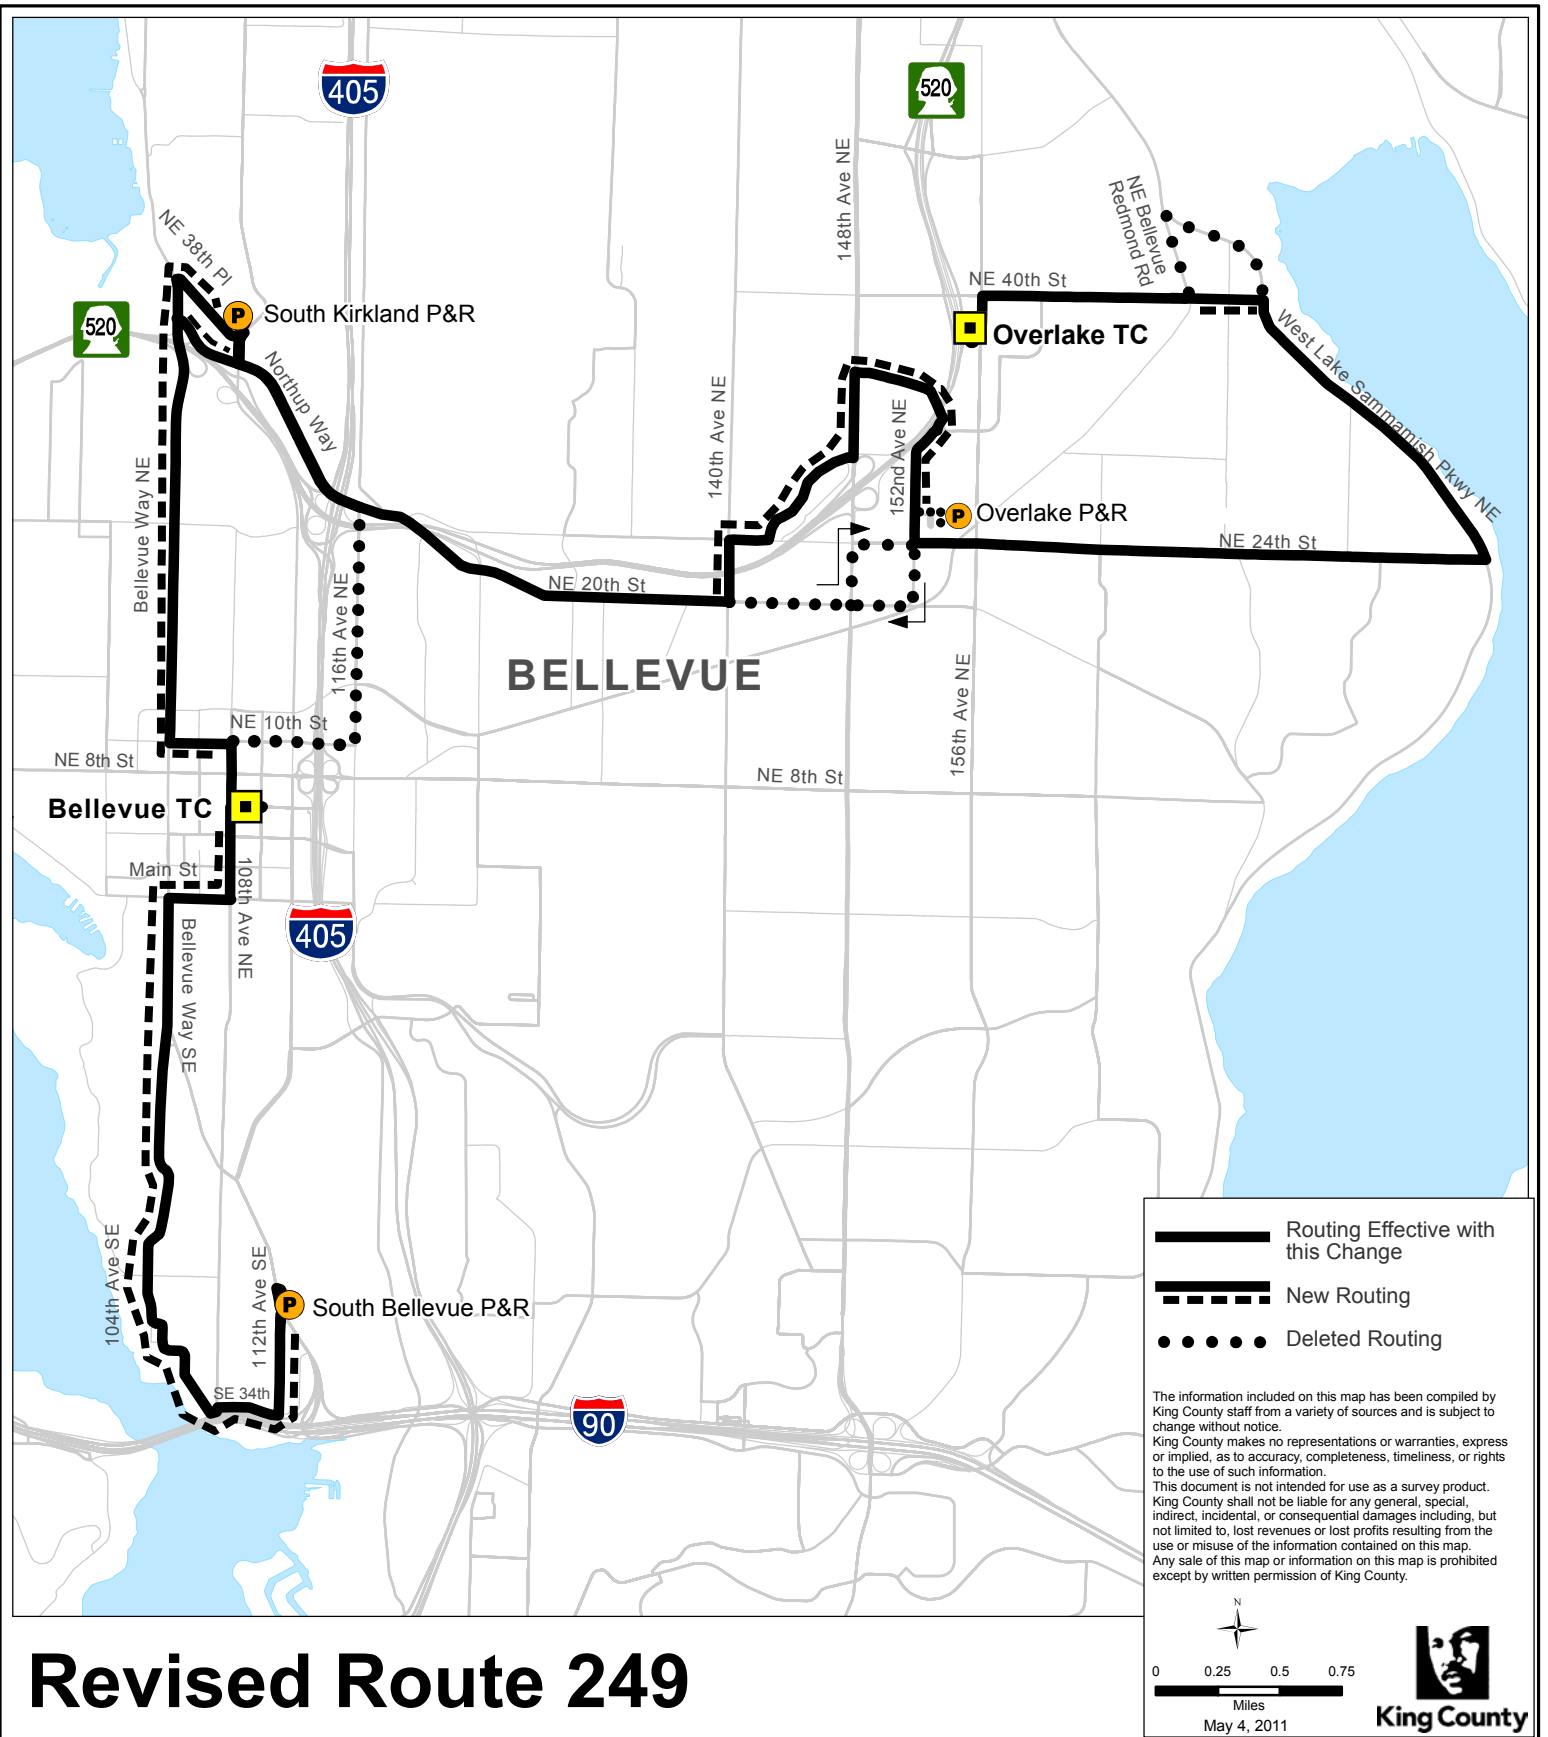 405
520
148th Ave NE
NE Bellevue
Redmond Rd
NE 38th Pl
NE 40th St
P
South Kirkland P&R
520
Overlake TC
West Lake Sammamish Pkwy NE
Northup Way
140th Ave NE
152nd Ave NE
Bellevue Way NE
P
Overlake P&R
NE 24th St
NE 20th St
116th Ave NE
BELLEVUE
156th Ave NE
NE 10th St
NE 8th St
NE 8th St
Bellevue TC
Main St
108th Ave NE
405
Bellevue Way SE
104th Ave SE
112th Ave SE
P
South Bellevue P&R
SE 34th
90
Routing Effective with
this Change
New Routing
Deleted Routing
The information included on this map has been compiled by
King County staff from a variety of sources and is subject to
change without notice.
King County makes no representations or warranties, express
or implied, as to accuracy, completeness, timeliness, or rights
to the use of such information.
This document is not intended for use as a survey product.
King County shall not be liable for any general, special,
indirect, incidental, or consequential damages including, but
not limited to, lost revenues or lost profits resulting from the
use or misuse of the information contained on this map.
Any sale of this map or information on this map is prohibited
except by written permission of King County.
N
0 0.25 0.5 0.75
Miles
May 4, 2011
King County
Revised Route 249